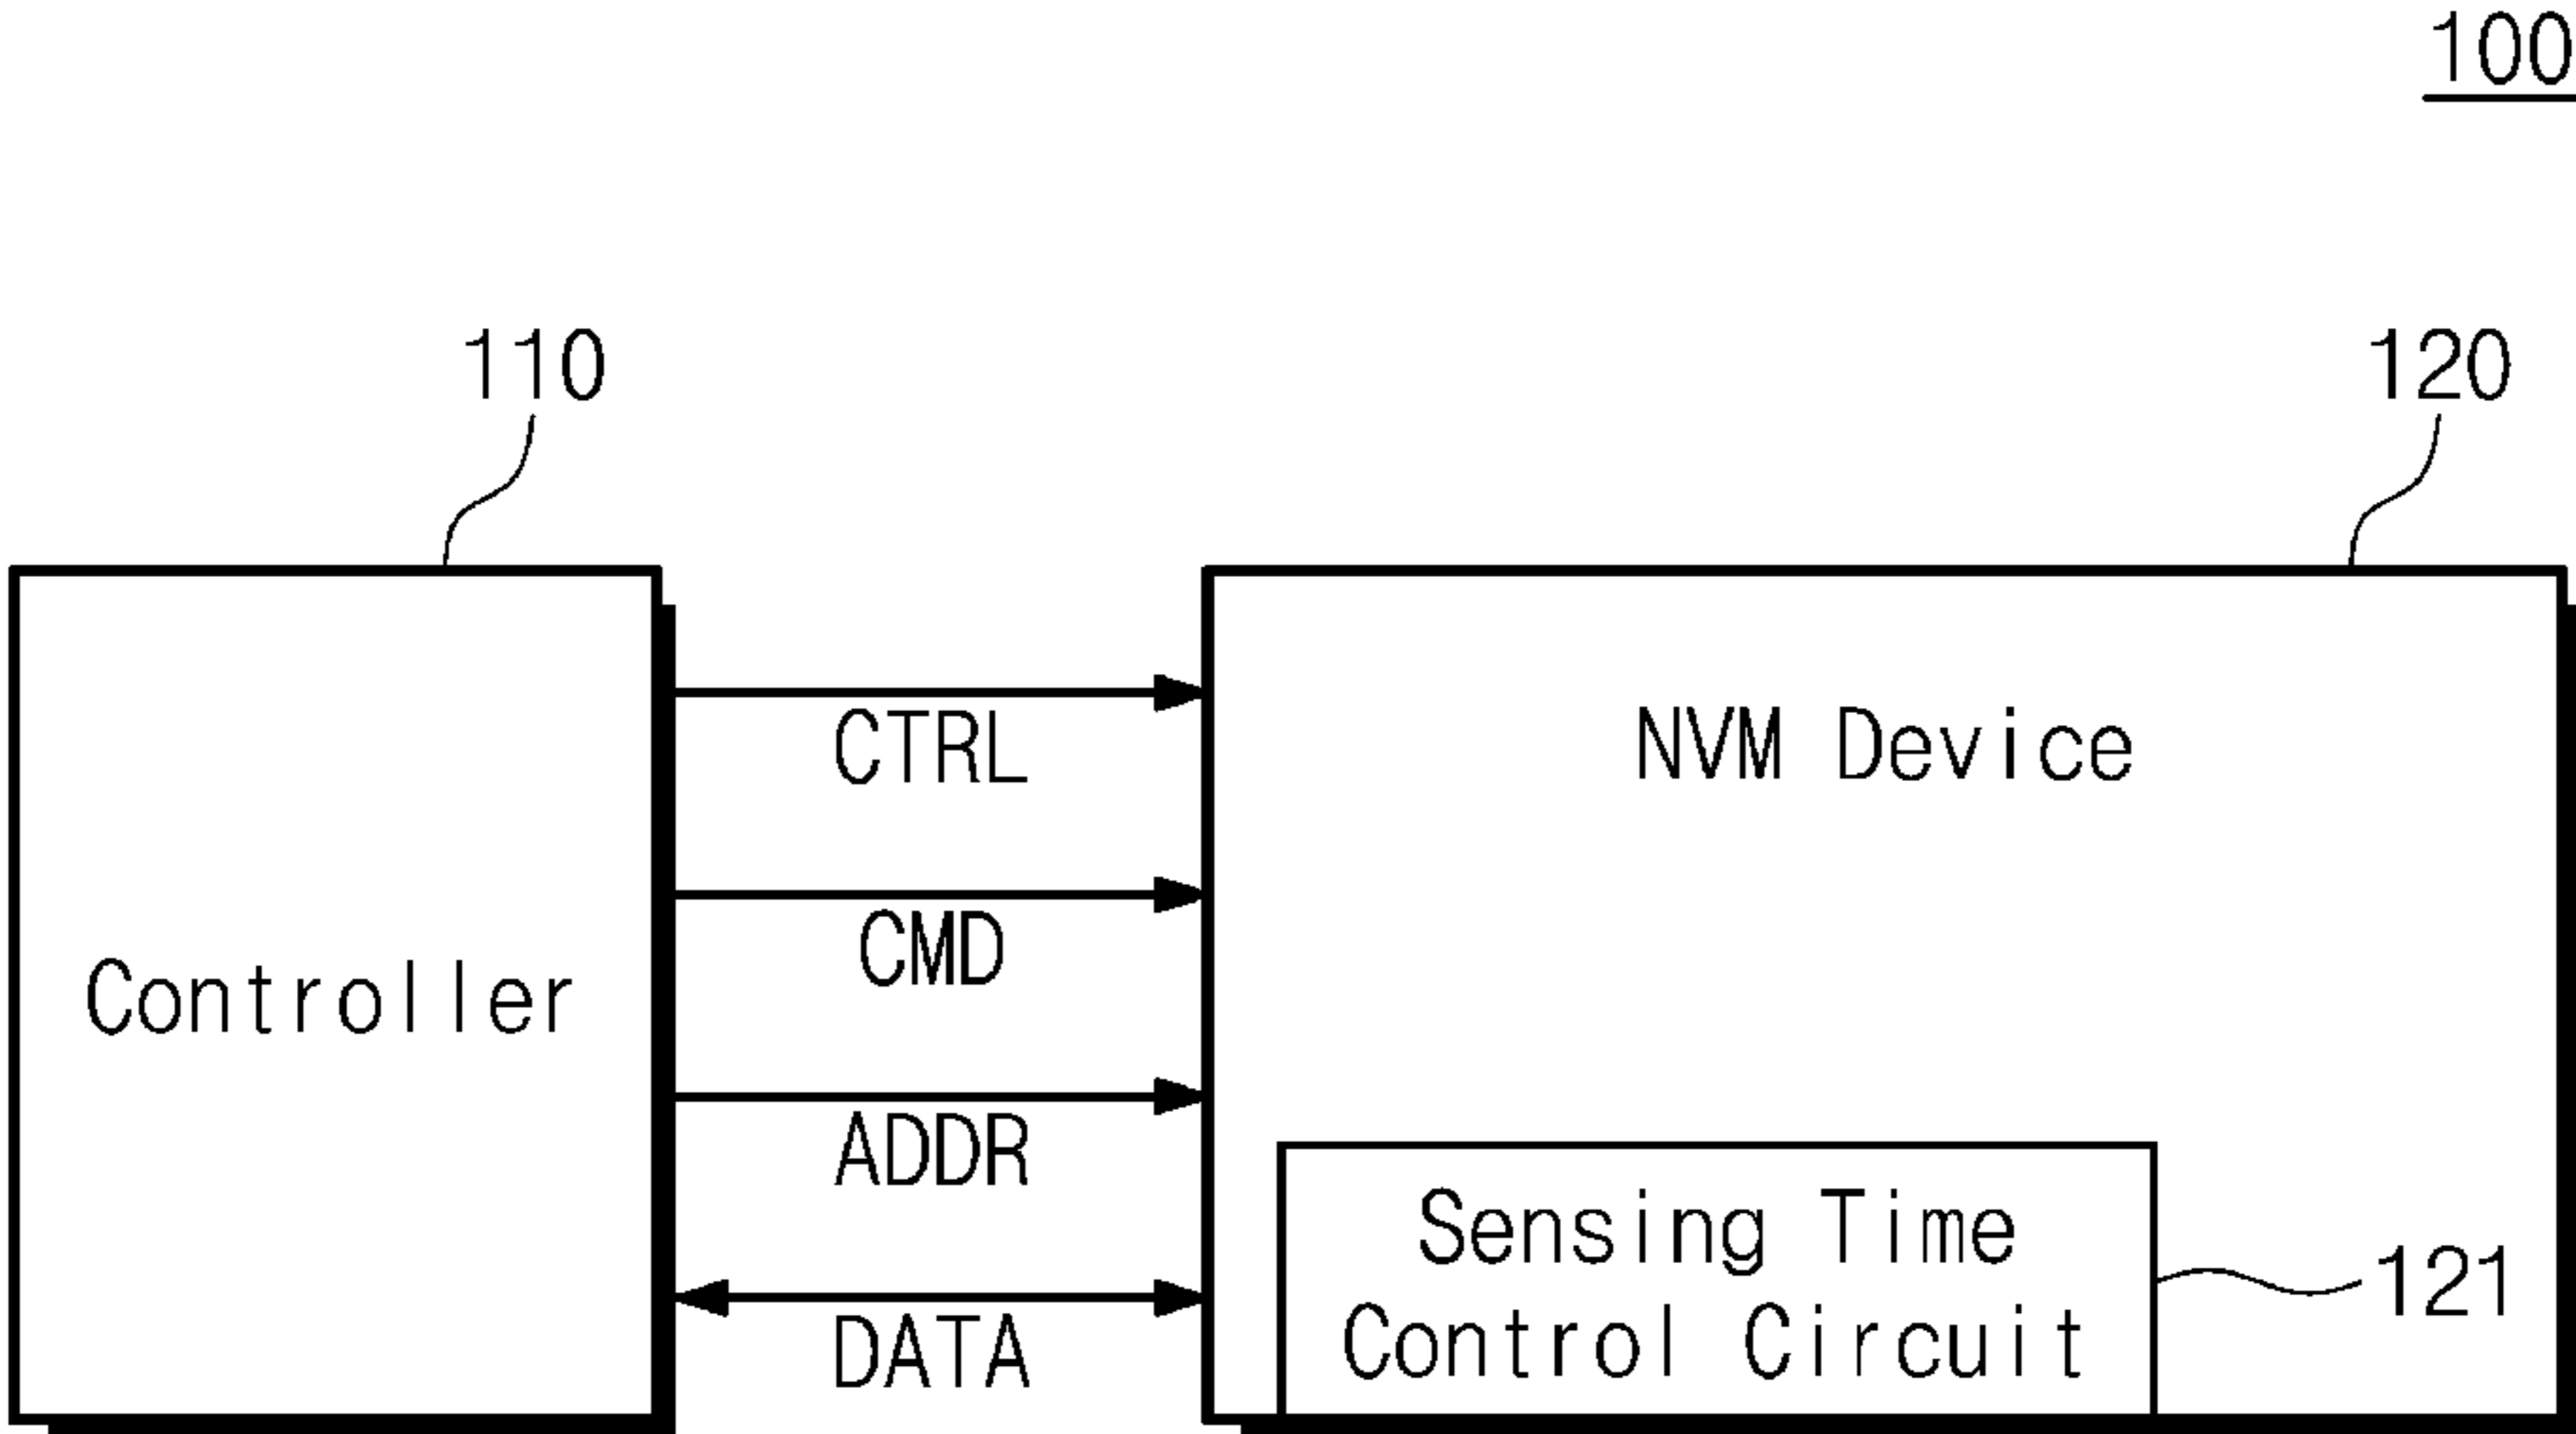 100
110
120
CTRL
NVM Device
CMD
Controller
ADDR
Sensing Time
Control Circuit
121
DATA